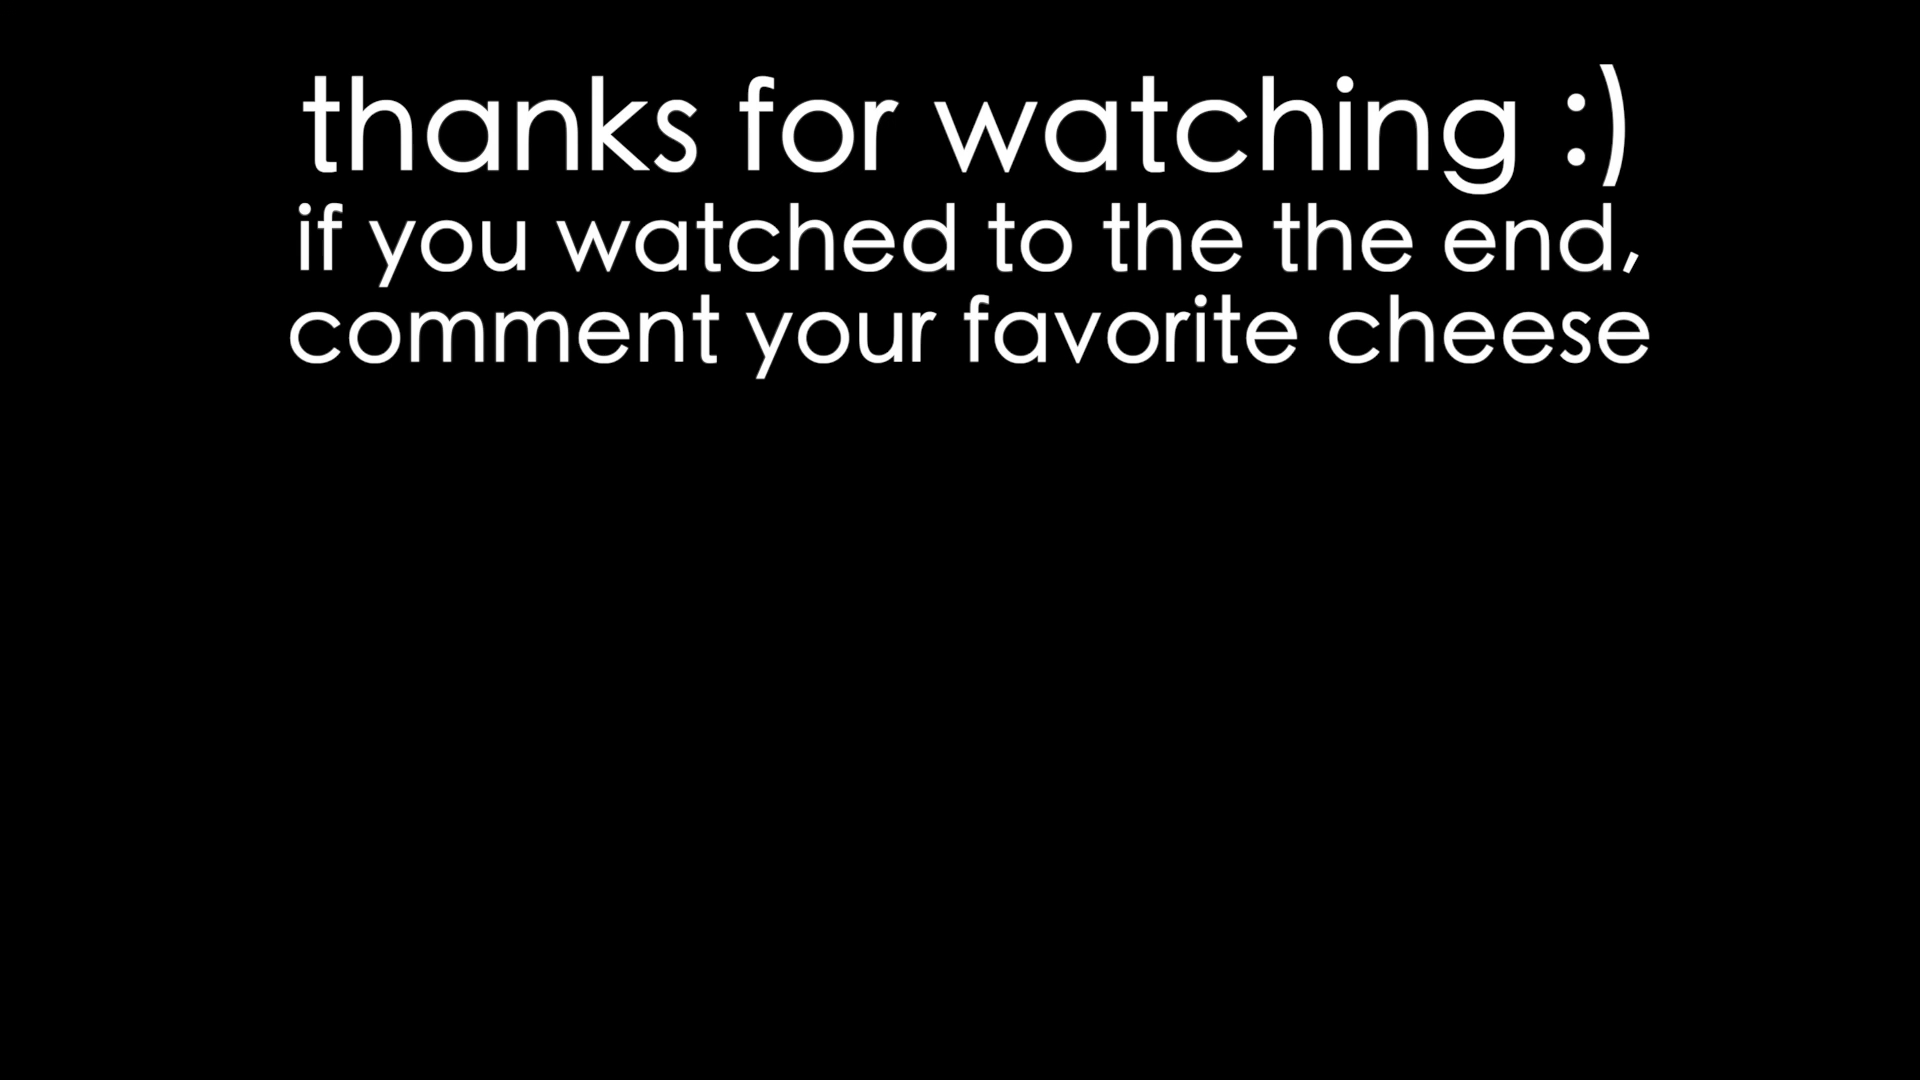 thanks for watching :)
if you watched to the the end,
comment your favorite cheese